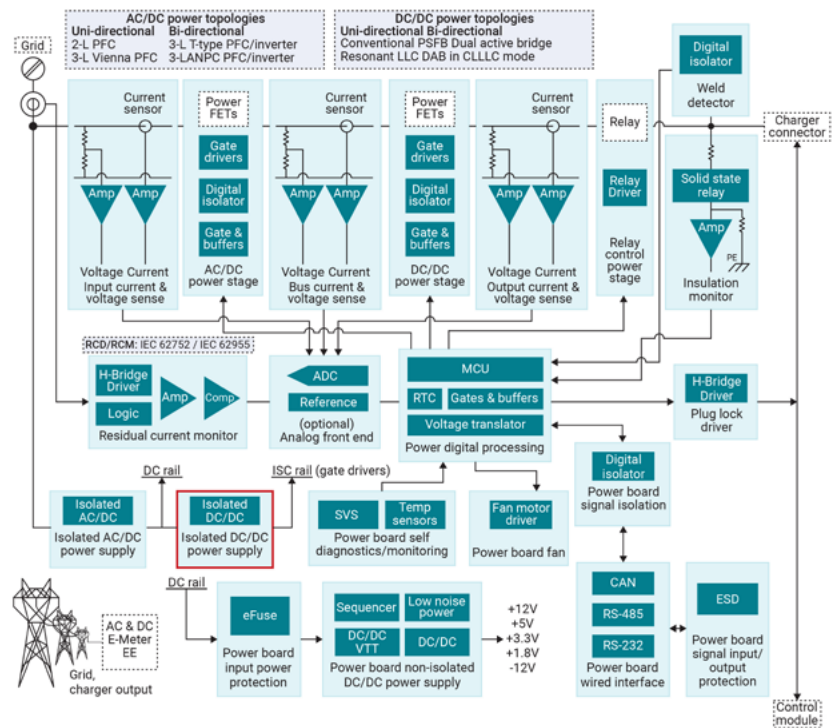 AC/DC power topologies
Uni-directional Bi-directional
2-L PFC 3-L T-type PFC/inverter
3-L Vienna PFC 3-LANPC PFC/inverter
DC/DC power topologies
Uni-directional Bi-directional
Conventional PSFB Dual active bridge
Resonant LLC DAB in CLLLC mode
Grid
Current
sensor
Amp
Amp
Voltage Current
Input current &
voltage sense
Power
FETs
Gate
drivers
Digital
isolator
Gate
& buffers
AC/DC
power stage
Current
sensor
Amp
Amp
Voltage Current
Bus current &
voltage sense
Power
FETs
Gate
drivers
Digital
isolator
Gate
& buffers
DC/DC
power stage
Current
sensor
Amp
Amp
Voltage Current
Output current &
voltage sense
Relay
Relay
Driver
Relay
control
power
stage
Digital
isolator
Weld
detector
Charger
connector
Solid state
relay
Amp
PE
Insulation
monitor
RCD/RCM: IEC 62752 / IEC 62955
H-Bridge
Driver
Logic
Amp
Comp
Residual current monitor
ADC
Reference
(optional)
Analog front end
MCU
RTC
Gates & buffers
Voltage translator
Power digital processing
H-Bridge
Driver
Plug lock
driver
DC rail
ISC rail (gate drivers)
Isolated
AC/DC
Isolated AC/DC
power supply
Isolated
DC/DC
Isolated DC/DC
power supply
SVS
Temp
sensors
Power board self
diagnostics/monitoring
Fan motor
driver
Power board fan
Digital
isolator
Power board
signal isolation
AC & DC
E-Meter
EE
Grid,
charger output
DC rail
eFuse
Power board
input power
protection
Sequencer
Low noise
power
DC/DC
VTT
DC/DC
Power board non-isolated
DC/DC power supply
+12V
+5V
+3.3V
+1.8V
-12V
CAN
RS-485
RS-232
Power board
wired interface
ESD
Power board
signal input/
output
protection
Control
module